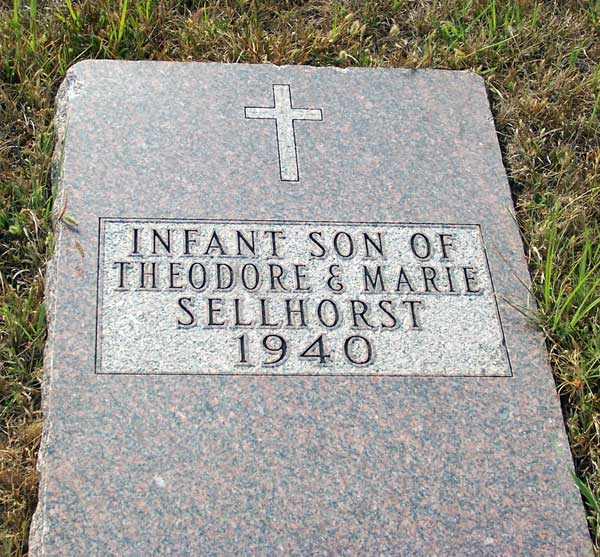 INFANT SON OF
THEODORE & MARIE
SELLHORST
1940